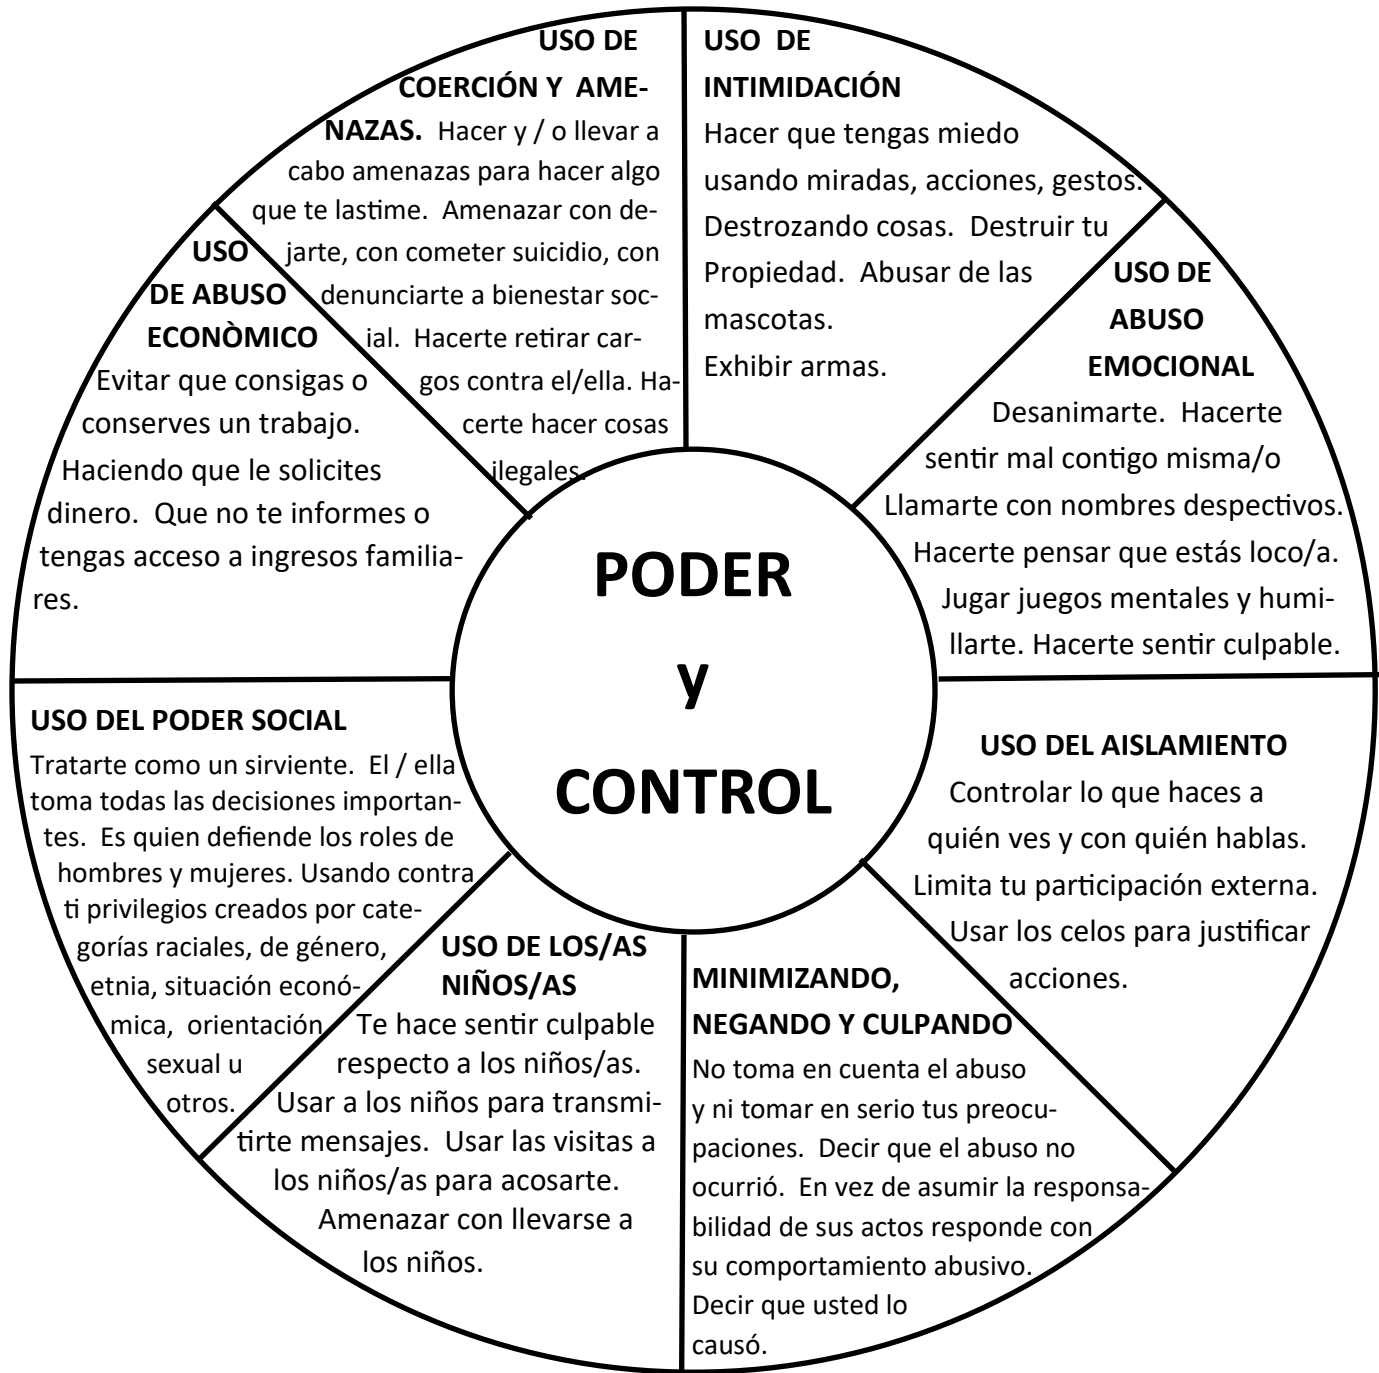 USO DE
COERCIÓN Y AME-
NAZAS. Hacer y / o llevar a
cabo amenazas para hacer algo
que te lastime. Amenazar con de-
jarte, con cometer suicidio, con
denunciarte a bienestar soc-
ial. Hacerte retirar car-
gos contra el/ella. Ha-
certe hacer cosas
ilegales.
USO DE
INTIMIDACIÓN
Hacer que tengas miedo
usando miradas, acciones, gestos.
Destrozando cosas. Destruir tu
Propiedad. Abusar de las
mascotas.
Exhibir armas.
USO DE
ABUSO
EMOCIONAL
Desanimarte. Hacerte
sentir mal contigo misma/o
Llamarte con nombres despectivos.
Hacerte pensar que estás loco/a.
Jugar juegos mentales y humi-
llarte. Hacerte sentir culpable.
USO DEL AISLAMIENTO
Controlar lo que haces a
quién ves y con quién hablas.
Limita tu participación externa.
Usar los celos para justificar
acciones.
MINIMIZANDO,
NEGANDO Y CULPANDO
No toma en cuenta el abuso
y ni tomar en serio tus preocu-
paciones. Decir que el abuso no
ocurrió. En vez de asumir la responsa-
bilidad de sus actos responde con
su comportamiento abusivo.
Decir que usted lo
causó.
USO DE LOS/AS
NIÑOS/AS
Te hace sentir culpable
respecto a los niños/as.
Usar a los niños para transmi-
tirte mensajes. Usar las visitas a
los niños/as para acosarte.
Amenazar con llevarse a
los niños.
USO DEL PODER SOCIAL
Tratarte como un sirviente. El / ella
toma todas las decisiones importan-
tes. Es quien defiende los roles de
hombres y mujeres. Usando contra
ti privilegios creados por cate-
gorías raciales, de género,
etnia, situación econó-
mica, orientación
sexual u
otros.
USO
DE ABUSO
ECONÒMICO
Evitar que consigas o
conserves un trabajo.
Haciendo que le solicites
dinero. Que no te informes o
tengas acceso a ingresos familia-
res.
PODER
y
CONTROL